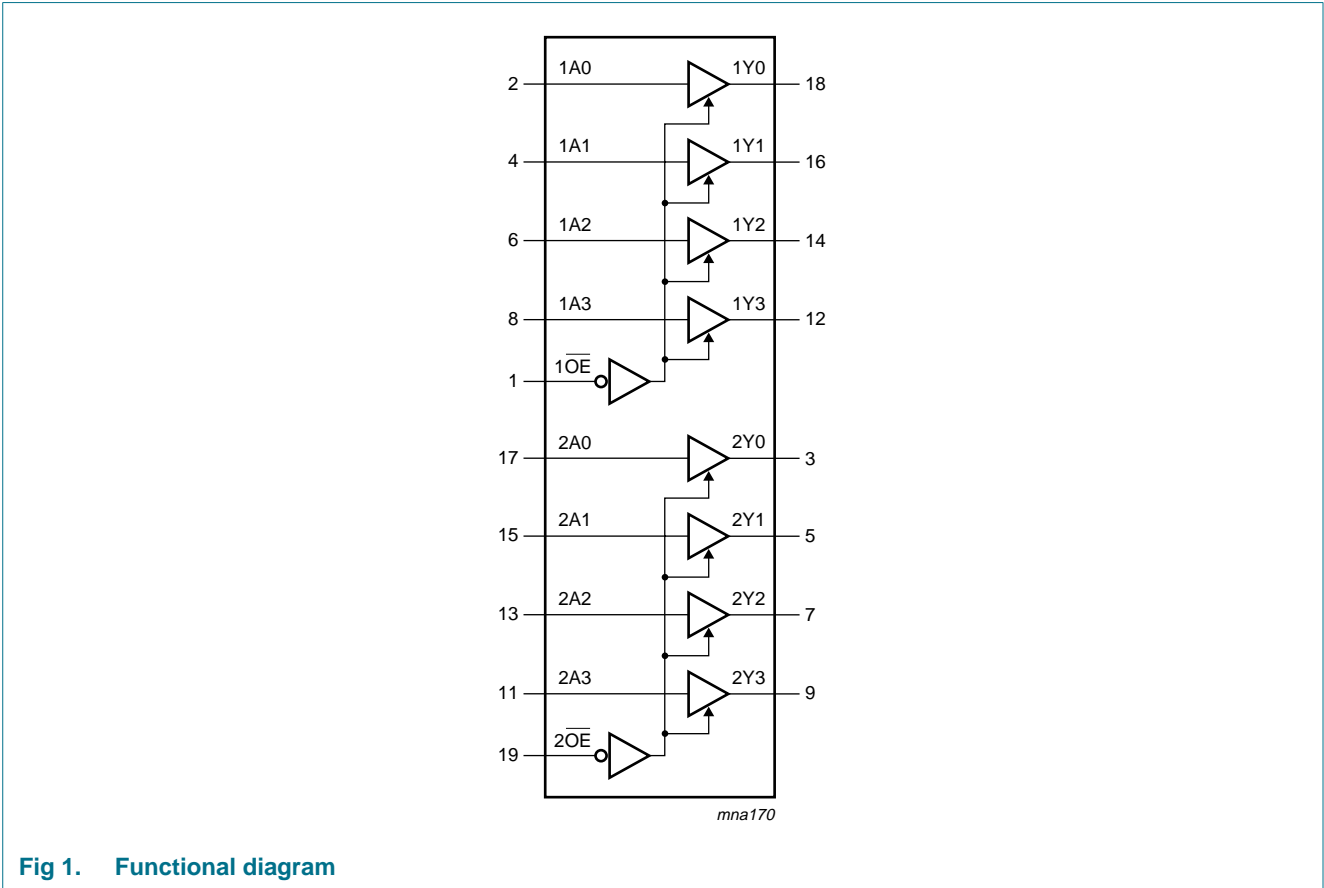 2 1A0 1Y0 18
4 1A1 1Y1 16
6 1A2 1Y2 14
8 1A3 1Y3 12
1 1O̅E̅
17 2A0 2Y0 3
15 2A1 2Y1 5
13 2A2 2Y2 7
11 2A3 2Y3 9
19 2O̅E̅
mna170
Fig 1. Functional diagram